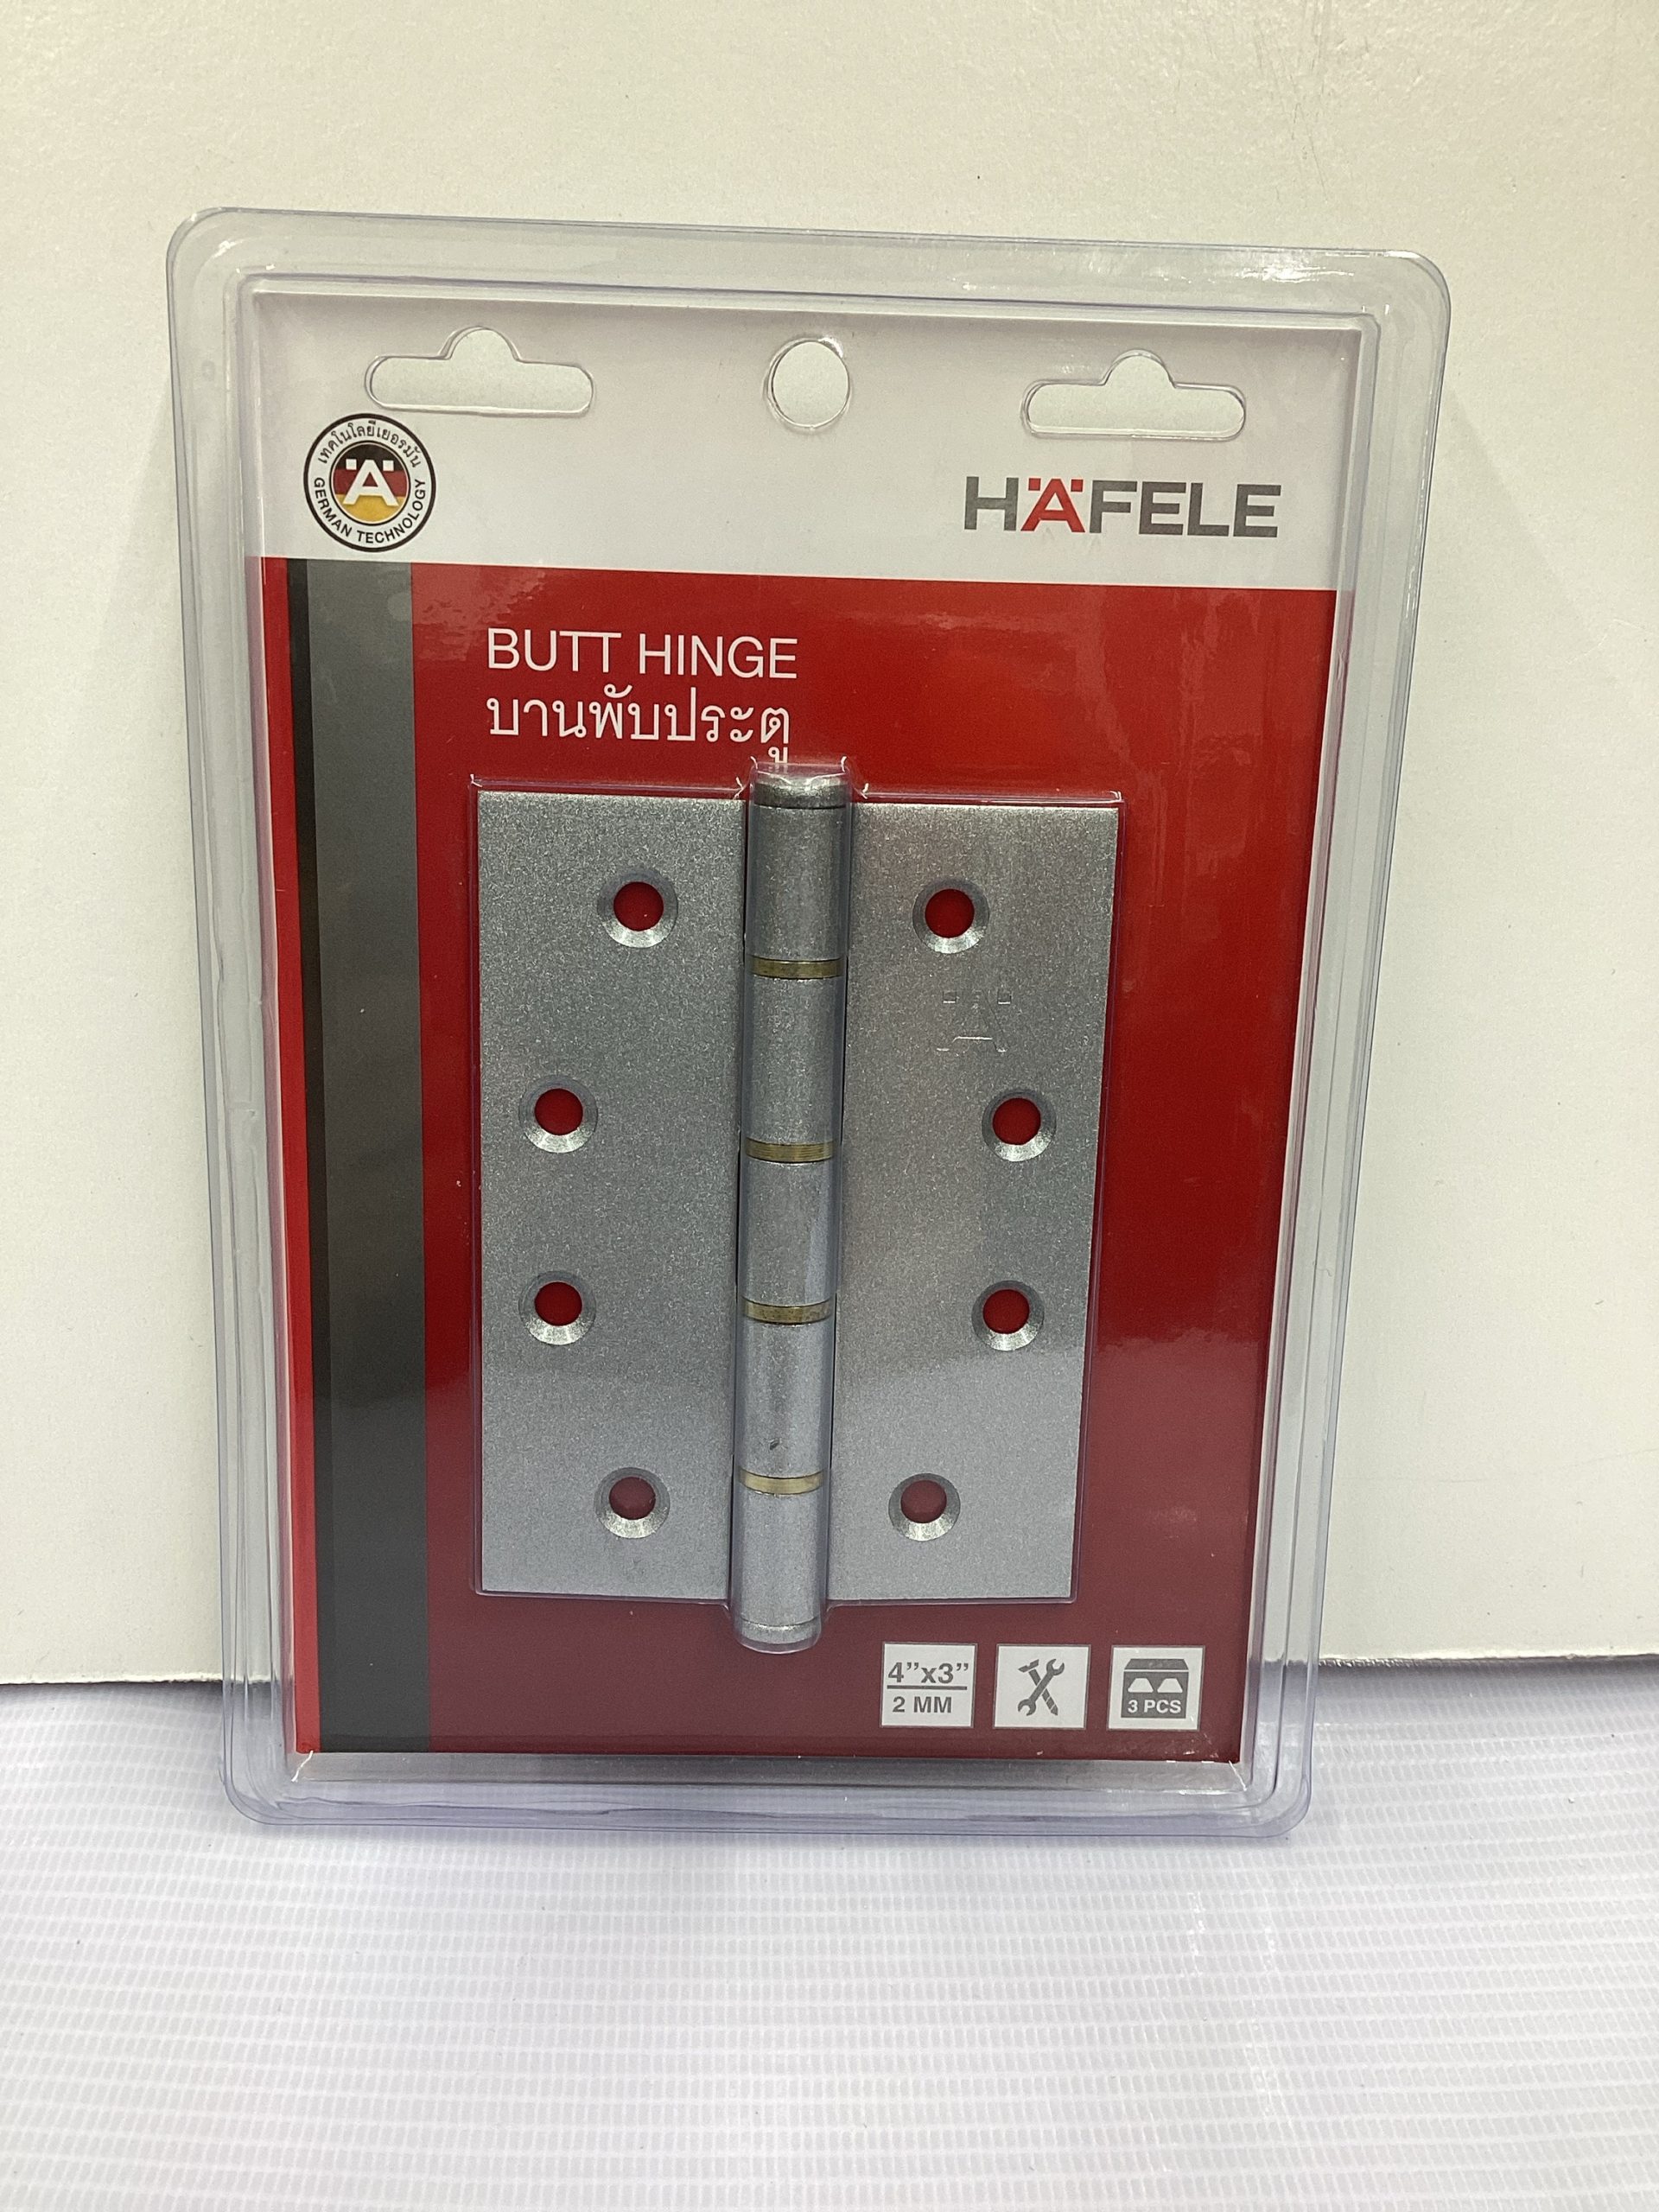 เทคโนโลยีเยอรมัน
Ä
GERMAN TECHNOLOGY
HÄFELE
BUTT HINGE
บานพับประตู
Ä
4”x3”
2 MM
3 PCS